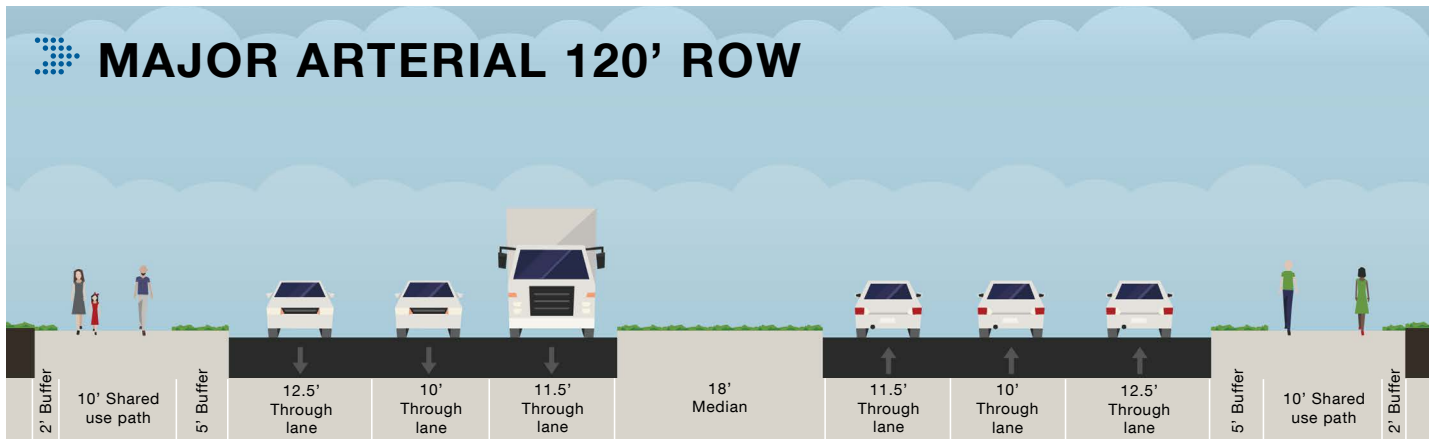 MAJOR ARTERIAL 120’ ROW
2’ Buffer
10’ Shared
use path
5’ Buffer
12.5’
Through
lane
10’
Through
lane
11.5’
Through
lane
18’
Median
11.5’
Through
lane
10’
Through
lane
12.5’
Through
lane
5’ Buffer
10’ Shared
use path
2’ Buffer